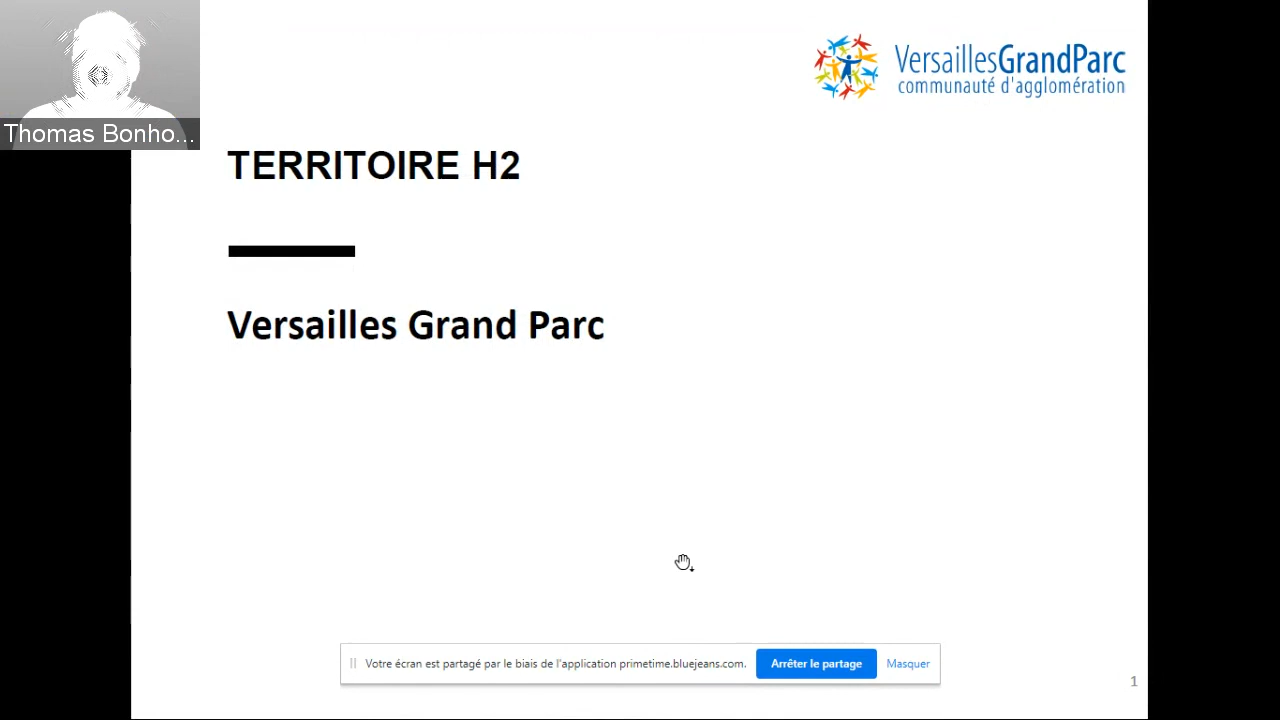 VersaillesGrandParc
communauté d'agglomération
Thomas Bonho...
TERRITOIRE H2
Versailles Grand Parc
Votre écran est partagé par le biais de l'application primetime.bluejeans.com.
Arrêter le partage
Masquer
1